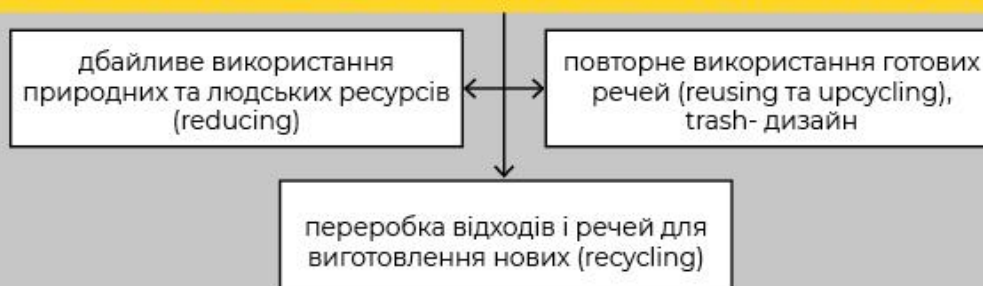 дбайливе використання
природних та людських ресурсів
(reducing)
повторне використання готових
речей (reusing та upcycling),
trash- дизайн
переробка відходів і речей для
виготовлення нових (recycling)